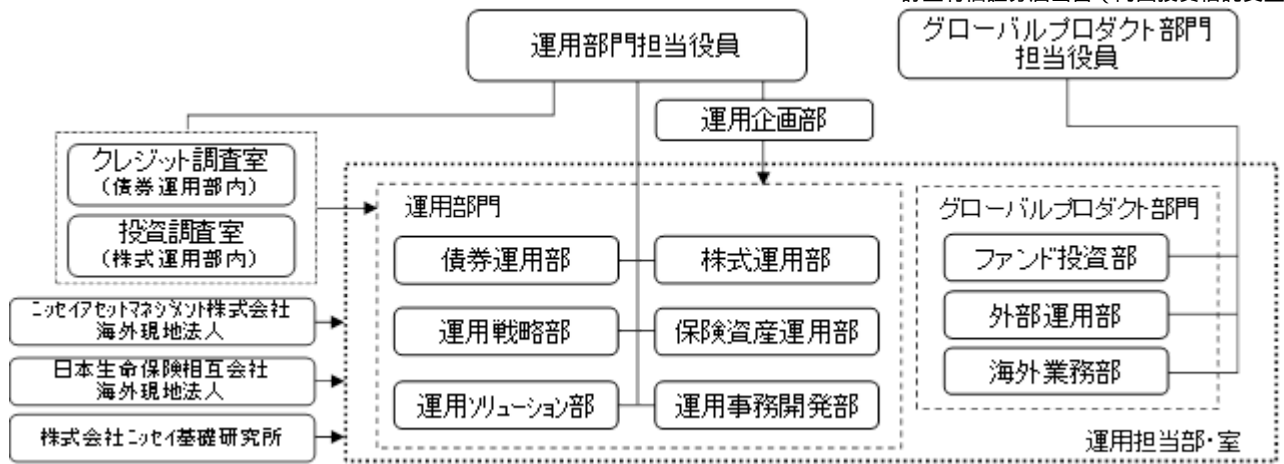 運用部門担当役員
グローバルプロダクト部門
担当役員
運用企画部
クレジット調査室
(債券運用部内)
投資調査室
(株式運用部内)
運用部門
債券運用部
株式運用部
運用戦略部
保険資産運用部
運用ソリューション部
運用事務開発部
グローバルプロダクト部門
ファンド投資部
外部運用部
海外業務部
ニッセイアセットマネジメント株式会社
海外現地法人
日本生命保険相互会社
海外現地法人
株式会社ニッセイ基礎研究所
運用担当部・室